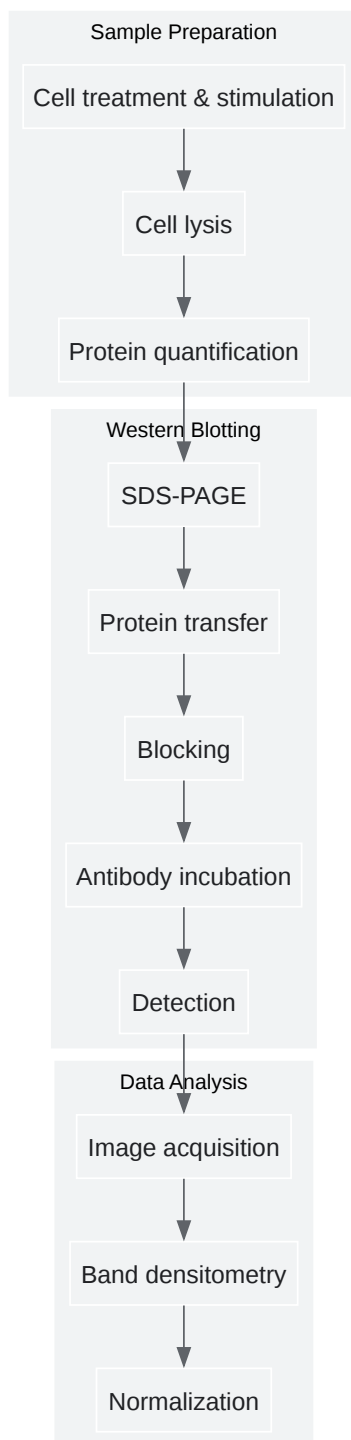 Sample Preparation
Cell treatment & stimulation
Cell lysis
Protein quantification
Western Blotting
SDS-PAGE
Protein transfer
Blocking
Antibody incubation
Detection
Data Analysis
Image acquisition
Band densitometry
Normalization